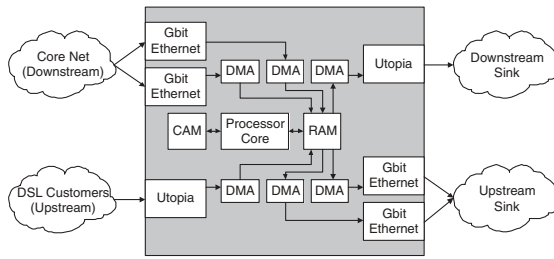 Core Net
(Downstream)
Gbit
Ethernet
Gbit
Ethernet
DMA
DMA
DMA
Utopia
Downstream
Sink
CAM
Processor
Core
RAM
DSL Customers
(Upstream)
Utopia
DMA
DMA
DMA
Gbit
Ethernet
Gbit
Ethernet
Upstream
Sink